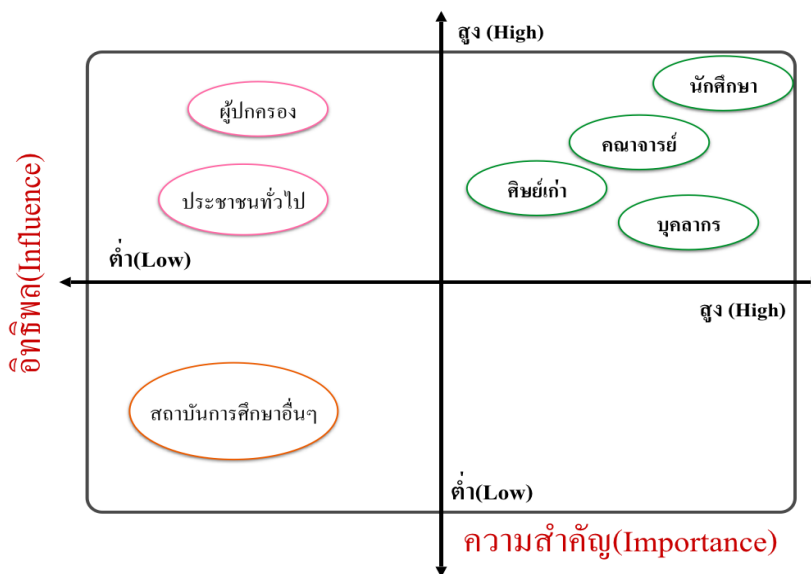 สูง (High)
นักศึกษา
ผู้ปกครอง
คณาจารย์
ศิษย์เก่า
ประชาชนทั่วไป
บุคลากร
ต่ำ(Low)
สูง (High)
อิทธิพล(Influence)
สถาบันการศึกษาอื่นๆ
ต่ำ(Low)
ความสำคัญ(Importance)